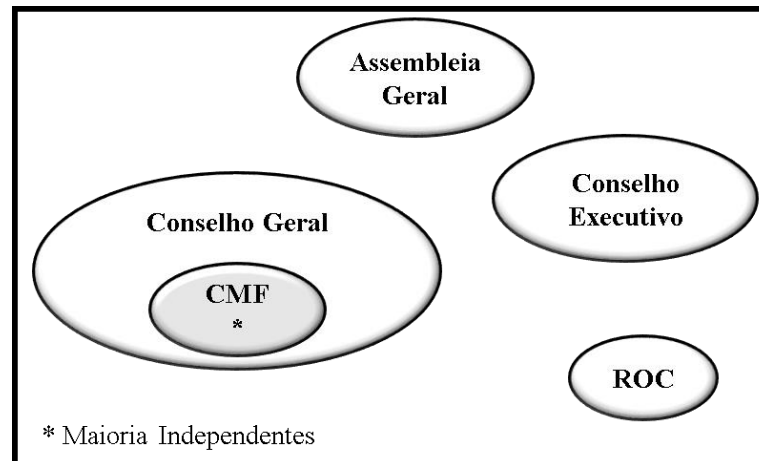 Assembleia
Geral
Conselho
Executivo
Conselho Geral
CMF
*
ROC
* Maioria Independentes